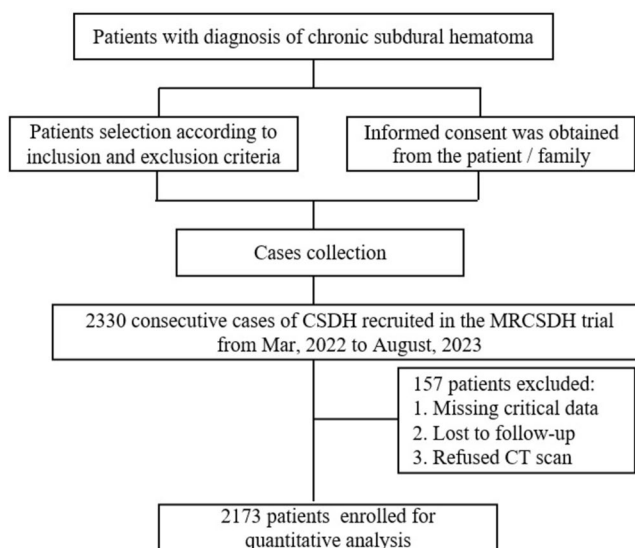 Patients with diagnosis of chronic subdural hematoma
Patients selection according to
inclusion and exclusion criteria
Informed consent was obtained
from the patient / family
Cases collection
2330 consecutive cases of CSDH recruited in the MRCSDH trial
from Mar, 2022 to August, 2023
157 patients excluded:
1. Missing critical data
2. Lost to follow-up
3. Refused CT scan
2173 patients enrolled for
quantitative analysis